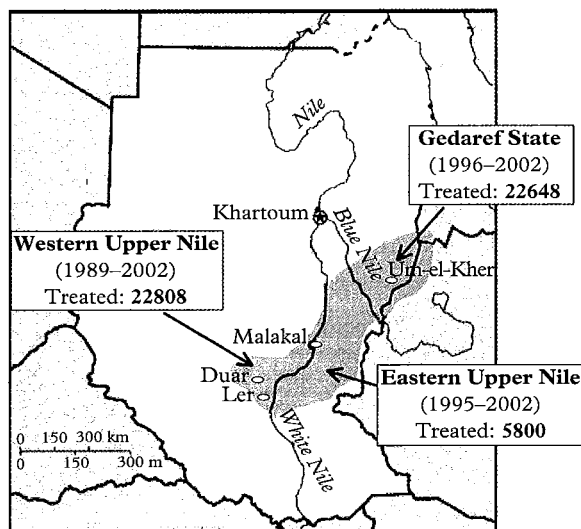 Nile
Gedaref State
(1996–2002)
Treated: 22648
Khartoum
Blue Nile
Western Upper Nile
(1989–2002)
Treated: 22808
Um-el-Kher
Malakal
Duar
Ler
Eastern Upper Nile
(1995–2002)
Treated: 5800
White Nile
0 150 300 km
0 150 300 m